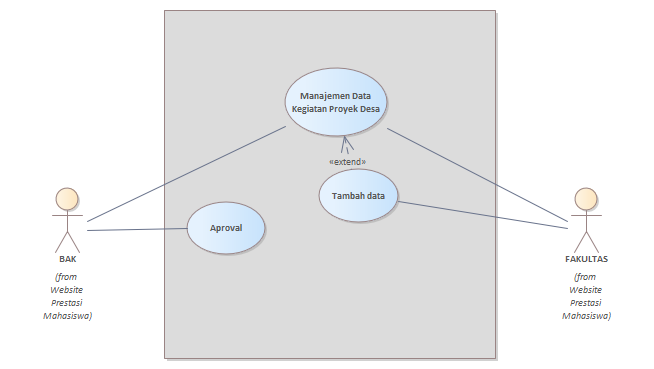 Manajemen Data
Kegiatan Proyek Desa
«extend»
Tambah data
Aproval
BAK
(from
Website
Prestasi
Mahasiswa)
FAKULTAS
(from
Website
Prestasi
Mahasiswa)